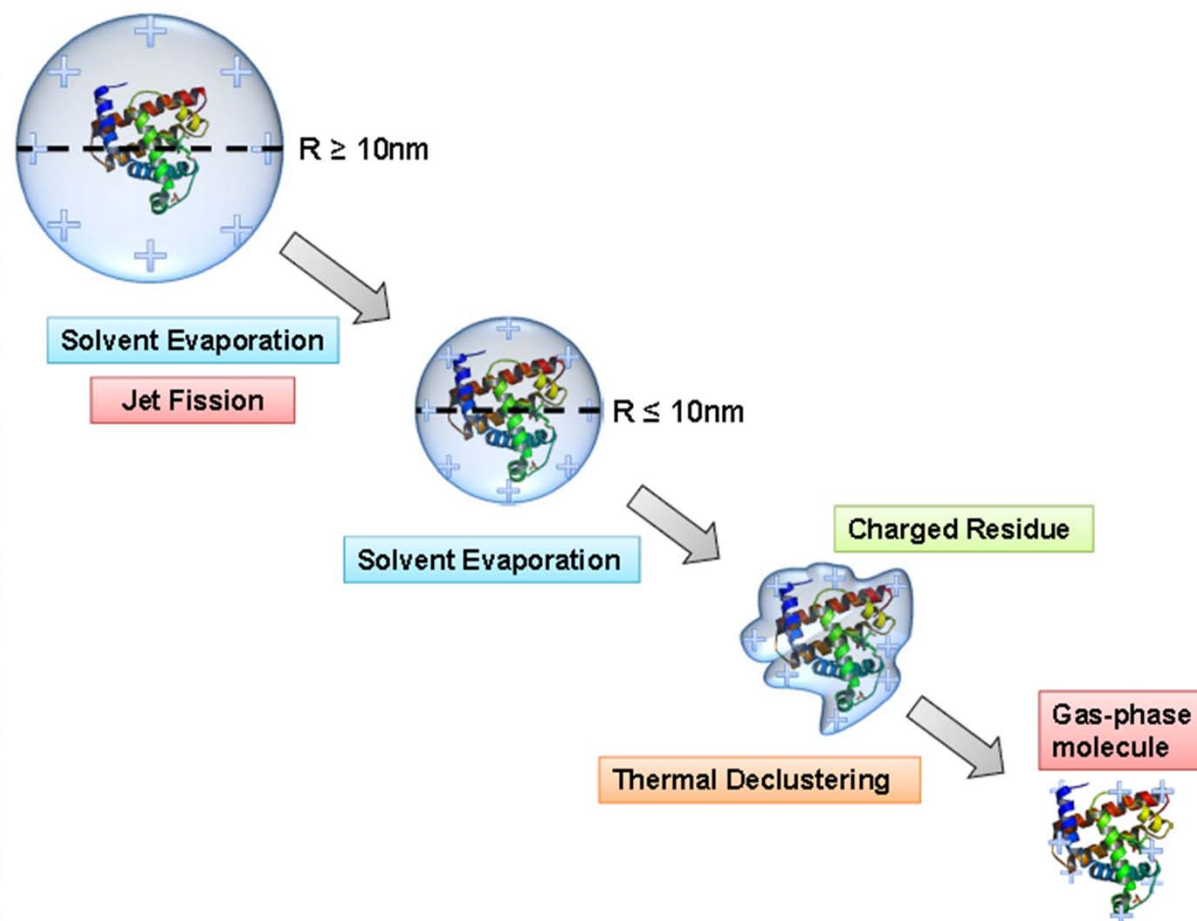 R ≥ 10nm
Solvent Evaporation
Jet Fission
R ≤ 10nm
Solvent Evaporation
Charged Residue
Thermal Declustering
Gas-phase
molecule